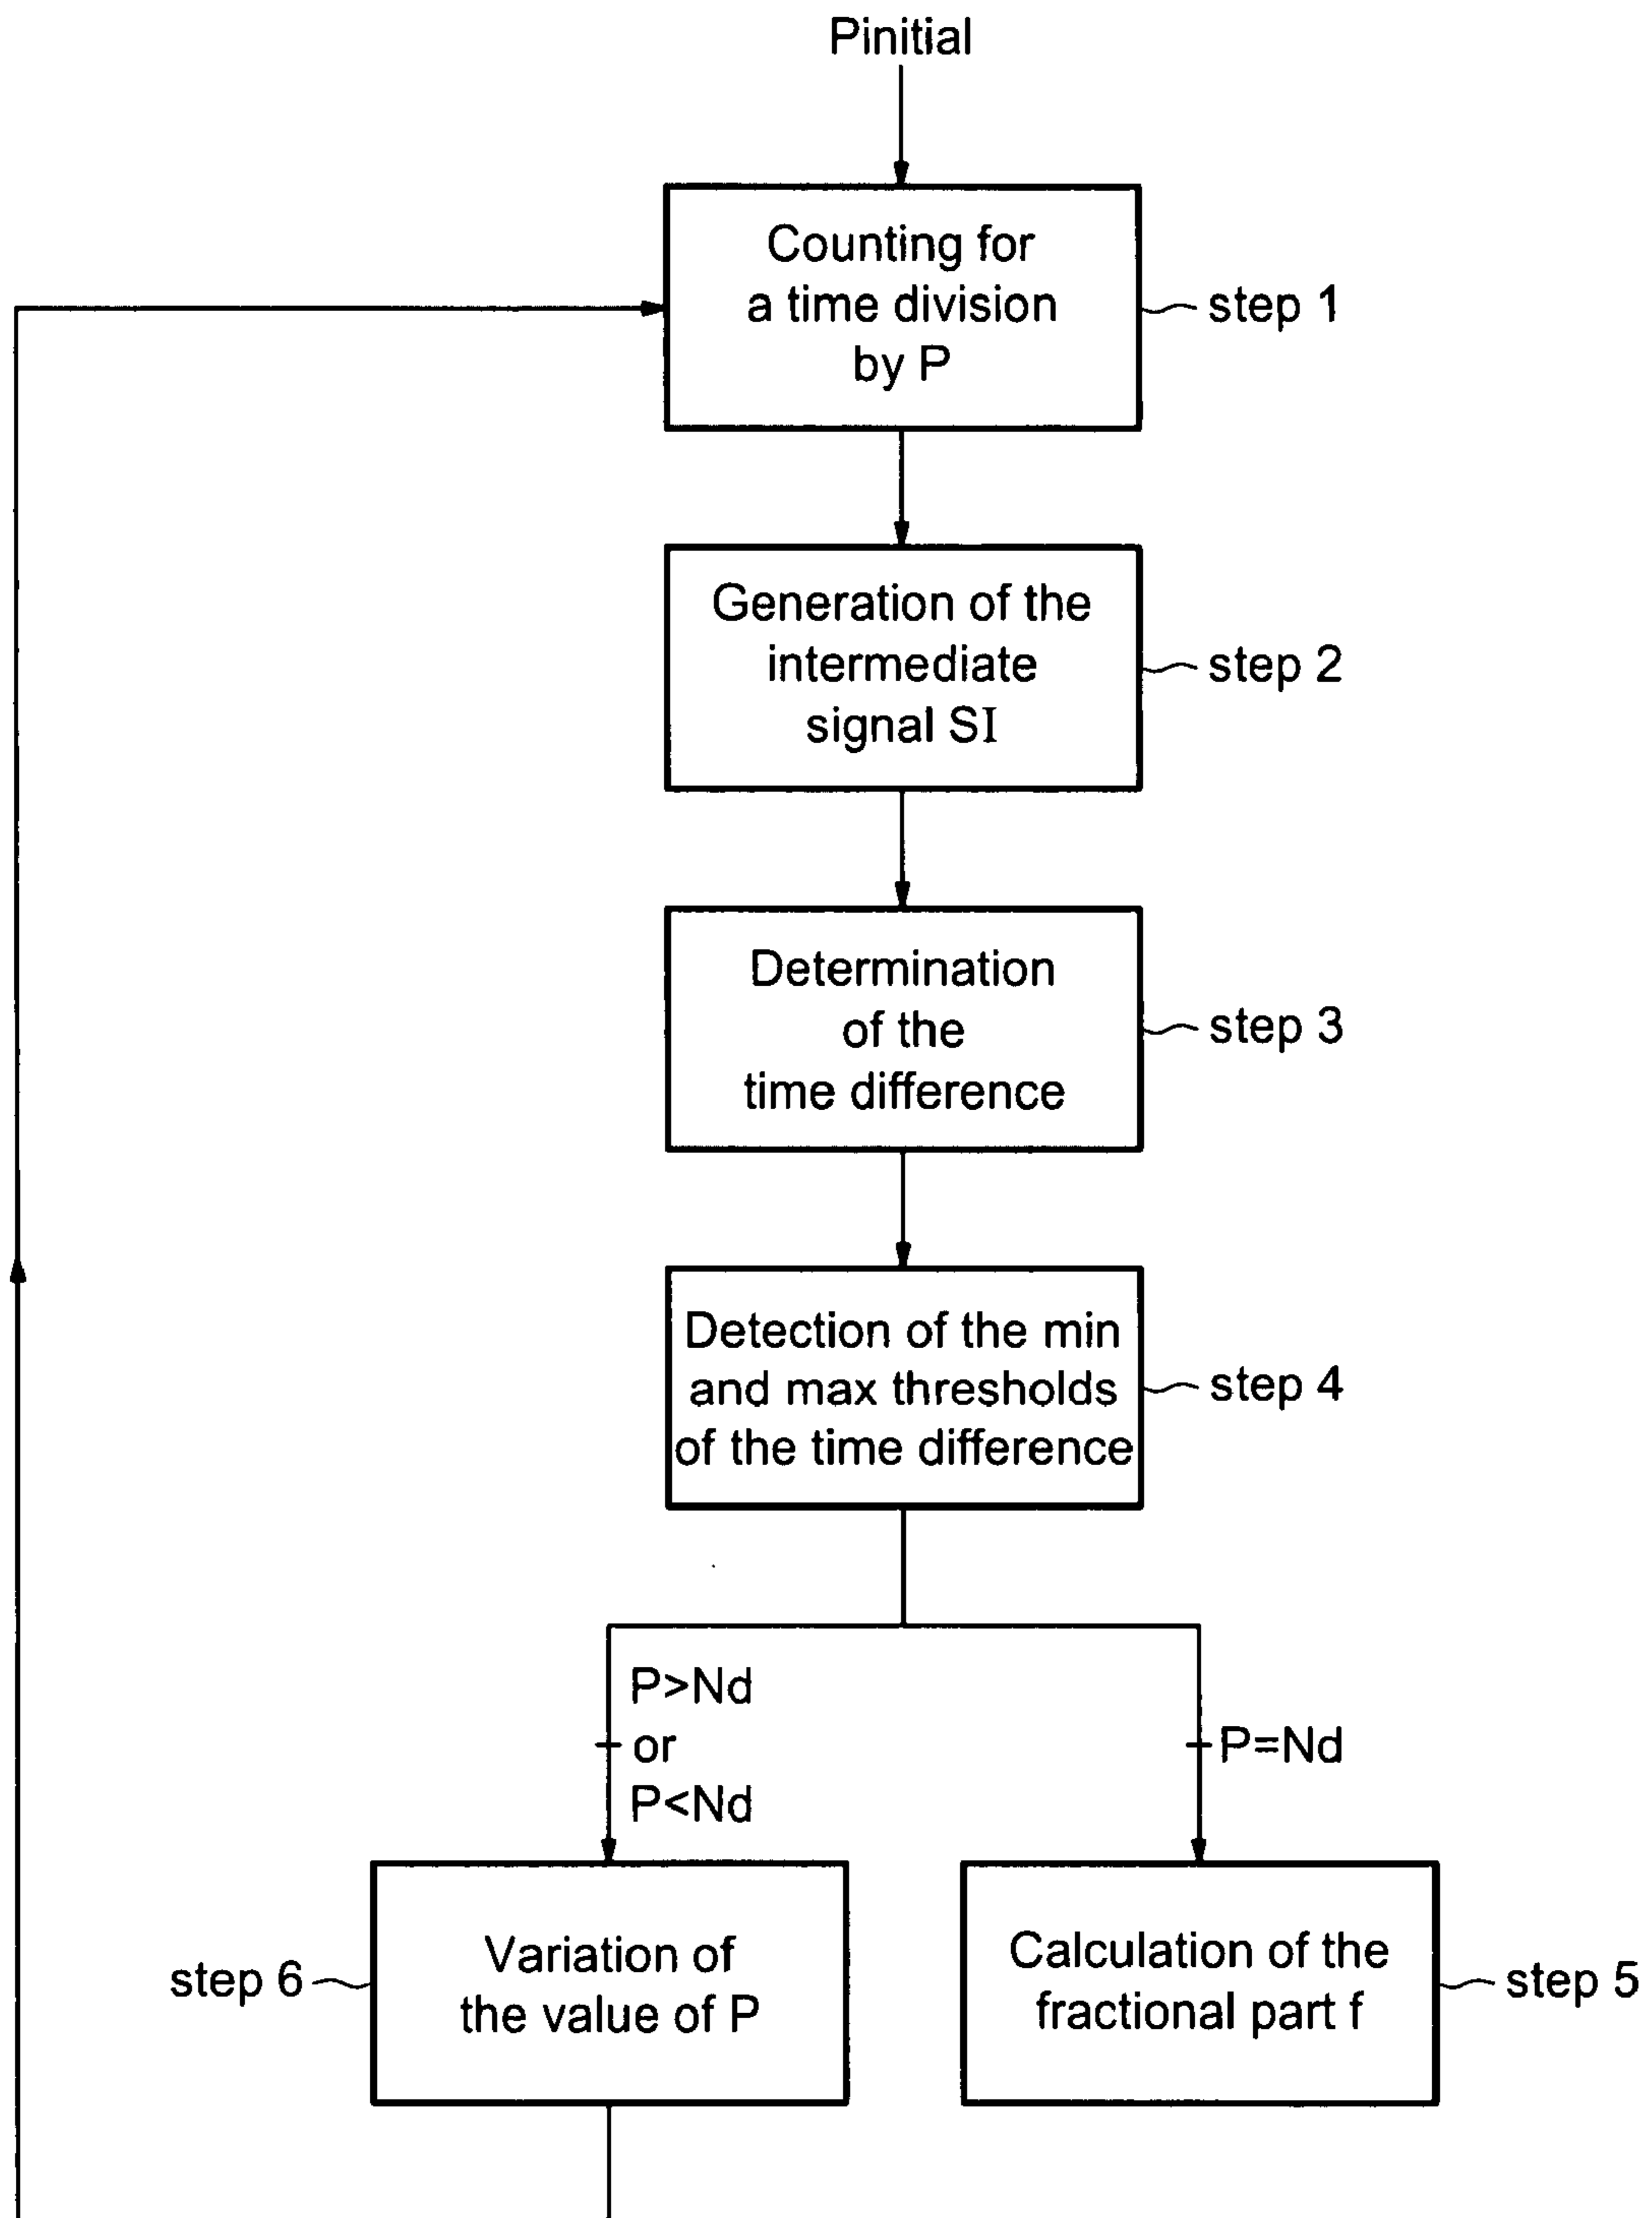 Pinitial
Counting for
a time division
by P
step 1
Generation of the
intermediate
signal SI
step 2
Determination
of the
time difference
step 3
Detection of the min
and max thresholds
of the time difference
step 4
P>Nd
or
P<Nd
P=Nd
Variation of
the value of P
step 6
Calculation of the
fractional part f
step 5